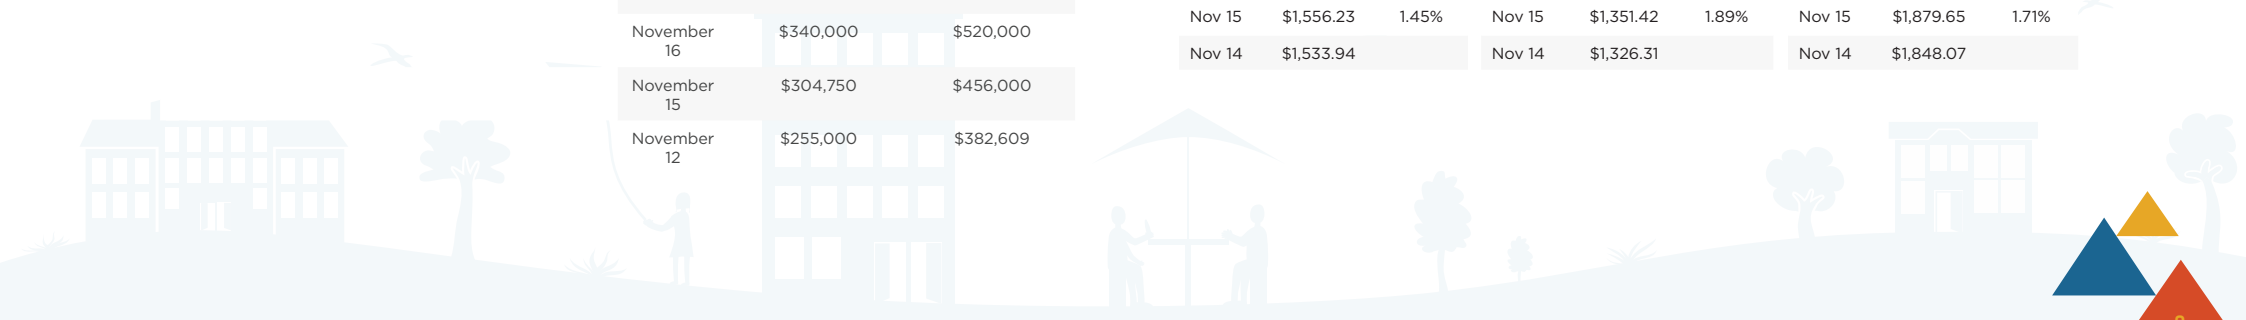 November $340,000 $520,000
16
November $304,750 $456,000
15
November $255,000 $382,609
12
Nov 15 $1,556.23 1.45% Nov 15 $1,351.42 1.89% Nov 15 $1,879.65 1.71%
Nov 14 $1,533.94 Nov 14 $1,326.31 Nov 14 $1,848.07